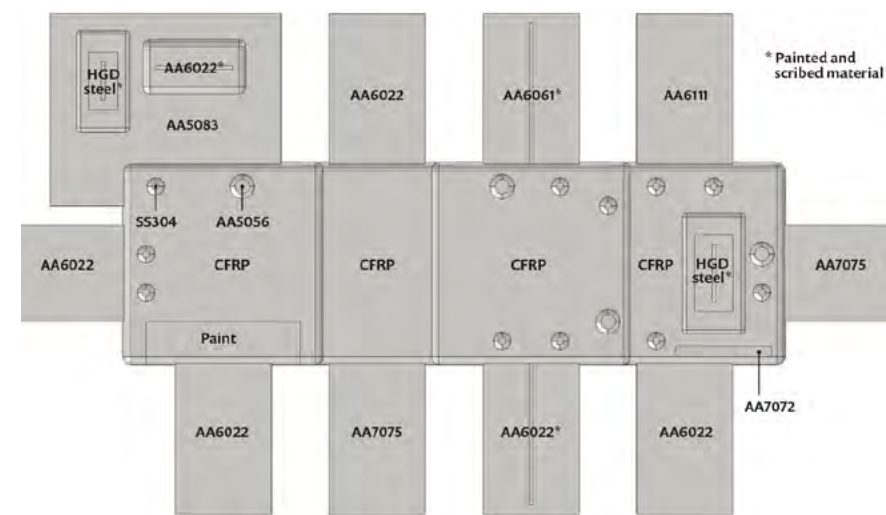 HGD
steel*
AA6022*
AA5083
AA6022
AA6061*
AA6111
* Painted and
scribed material
SS304
AA5056
AA6022
CFRP
CFRP
CFRP
CFRP
HGD
steel*
AA7075
Paint
AA7072
AA6022
AA7075
AA6022*
AA6022